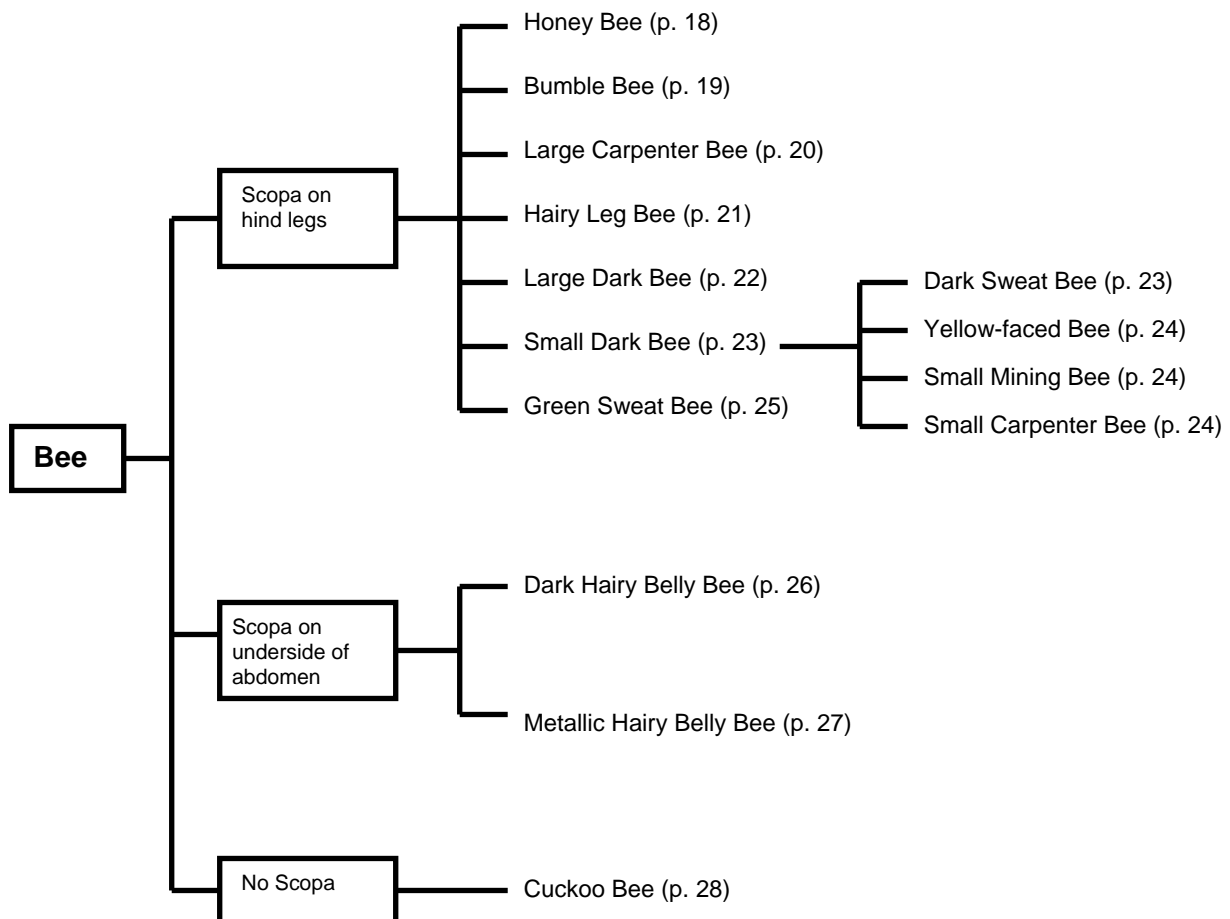 Honey Bee (p. 18)
Bumble Bee (p. 19)
Large Carpenter Bee (p. 20)
Scopa on
hind legs
Hairy Leg Bee (p. 21)
Large Dark Bee (p. 22)
Dark Sweat Bee (p. 23)
Small Dark Bee (p. 23)
Yellow-faced Bee (p. 24)
Small Mining Bee (p. 24)
Green Sweat Bee (p. 25)
Small Carpenter Bee (p. 24)
Bee
Dark Hairy Belly Bee (p. 26)
Scopa on
underside of
abdomen
Metallic Hairy Belly Bee (p. 27)
No Scopa
Cuckoo Bee (p. 28)